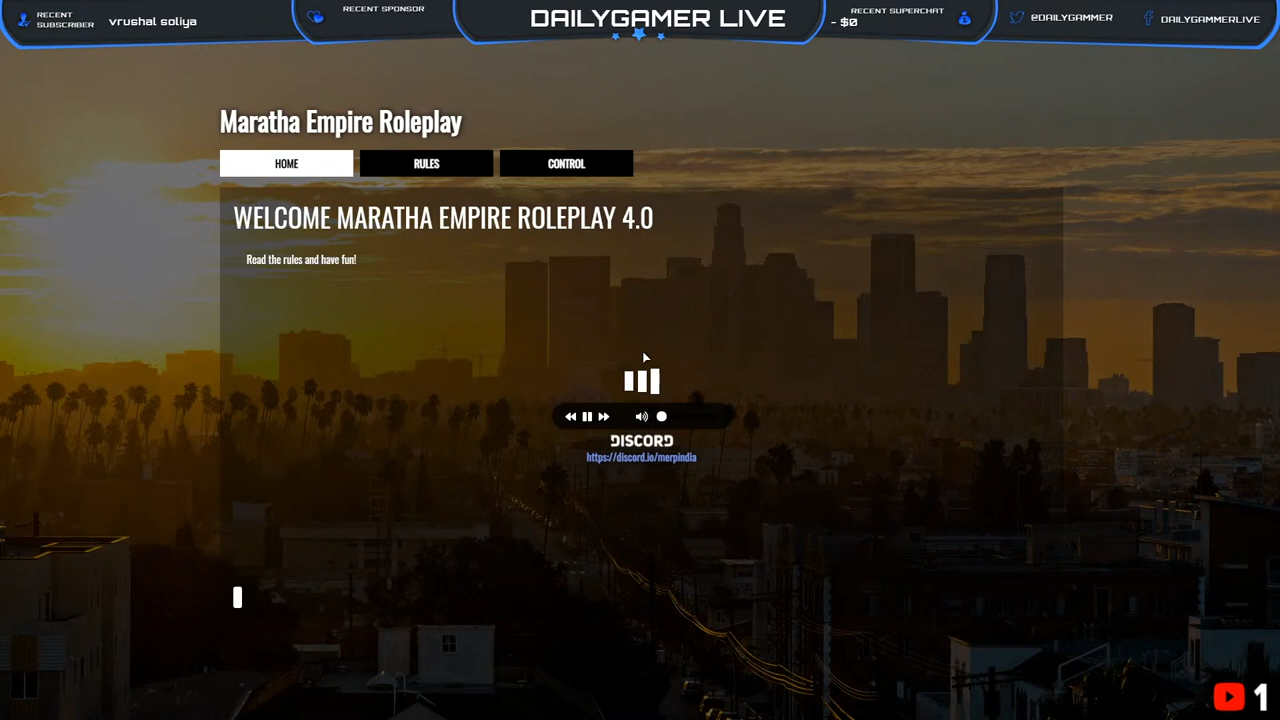 RECENT
SUBSCRIBER
vrushal soliya
RECENT SPONSOR
DAILYGAMER LIVE
RECENT SUPERCHAT
- $0
@DAILYGAMMER
DAILYGAMMERLIVE
Maratha Empire Roleplay
HOME
RULES
CONTROL
WELCOME MARATHA EMPIRE ROLEPLAY 4.0
Read the rules and have fun!
DISCORD
https://discord.io/merpindia
1